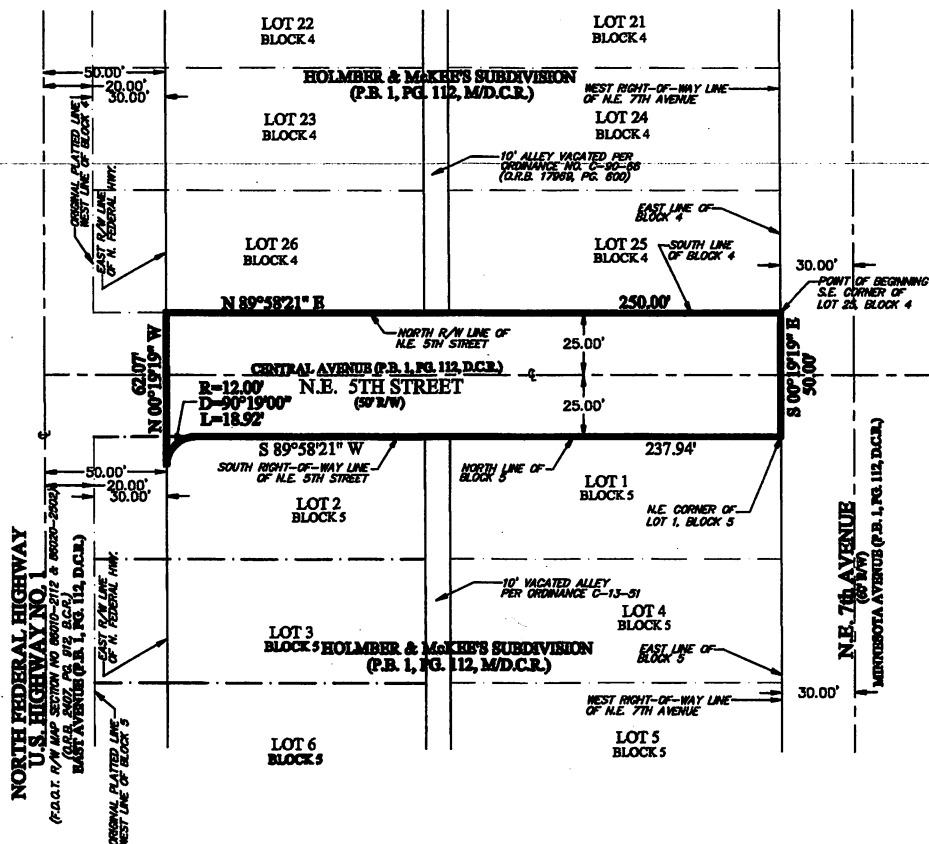 LOT 22
BLOCK 4
LOT 21
BLOCK 4
50.00'
20.00'
30.00'
HOLMBER & McKEE'S SUBDIVISION
(P.B. 1, PG. 112, M/D.C.R.)
WEST RIGHT-OF-WAY LINE
OF N.E. 7TH AVENUE
LOT 23
BLOCK 4
LOT 24
BLOCK 4
ORIGINAL PLATTED LINE
WEST LINE OF BLOCK 4
10' ALLEY VACATED PER
ORDINANCE NO. C-90-66
(O.R.B. 17969, PG. 600)
EAST R/W LINE
OF N. FEDERAL HWY.
EAST LINE OF
BLOCK 4
LOT 26
BLOCK 4
LOT 25
BLOCK 4
SOUTH LINE
OF BLOCK 4
30.00'
POINT OF BEGINNING
S.E. CORNER OF
LOT 25, BLOCK 4
N 89°58'21" E
250.00'
NORTH R/W LINE OF
N.E. 5TH STREET
25.00'
62.07'
N 00°19'19" W
CENTRAL AVENUE (P.B. 1, PG. 112, D.C.R.)
R=12.00'
D=90°19'00"
L=18.92'
N.E. 5TH STREET
(50' R/W)
25.00'
S 00°19'19" E
50.00'
S 89°58'21" W
237.94'
SOUTH RIGHT-OF-WAY LINE
OF N.E. 5TH STREET
NORTH LINE OF
BLOCK 5
50.00'
20.00'
30.00'
LOT 2
BLOCK 5
LOT 1
BLOCK 5
N.E. CORNER OF
LOT 1, BLOCK 5
NORTH FEDERAL HIGHWAY
U.S. HIGHWAY NO. 1
(F.D.O.T. R/W MAP SECTION NO 86010-2112 & 86020-2502)
(O.R.B. 2407, PG. 912, B.C.R.)
EAST AVENUE (P.B. 1, PG. 112, D.C.R.)
EAST R/W LINE
OF N. FEDERAL HWY.
10' VACATED ALLEY
PER ORDINANCE C-13-51
LOT 3
BLOCK 5
LOT 4
BLOCK 5
HOLMBER & McKEE'S SUBDIVISION
(P.B. 1, PG. 112, M/D.C.R.)
EAST LINE OF
BLOCK 5
WEST RIGHT-OF-WAY LINE
OF N.E. 7TH AVENUE
30.00'
N.E. 7th AVENUE
(60' R/W)
MINNESOTA AVENUE (P.B. 1, PG. 112, D.C.R.)
LOT 6
BLOCK 5
LOT 5
BLOCK 5
ORIGINAL PLATTED LINE
WEST LINE OF BLOCK 5